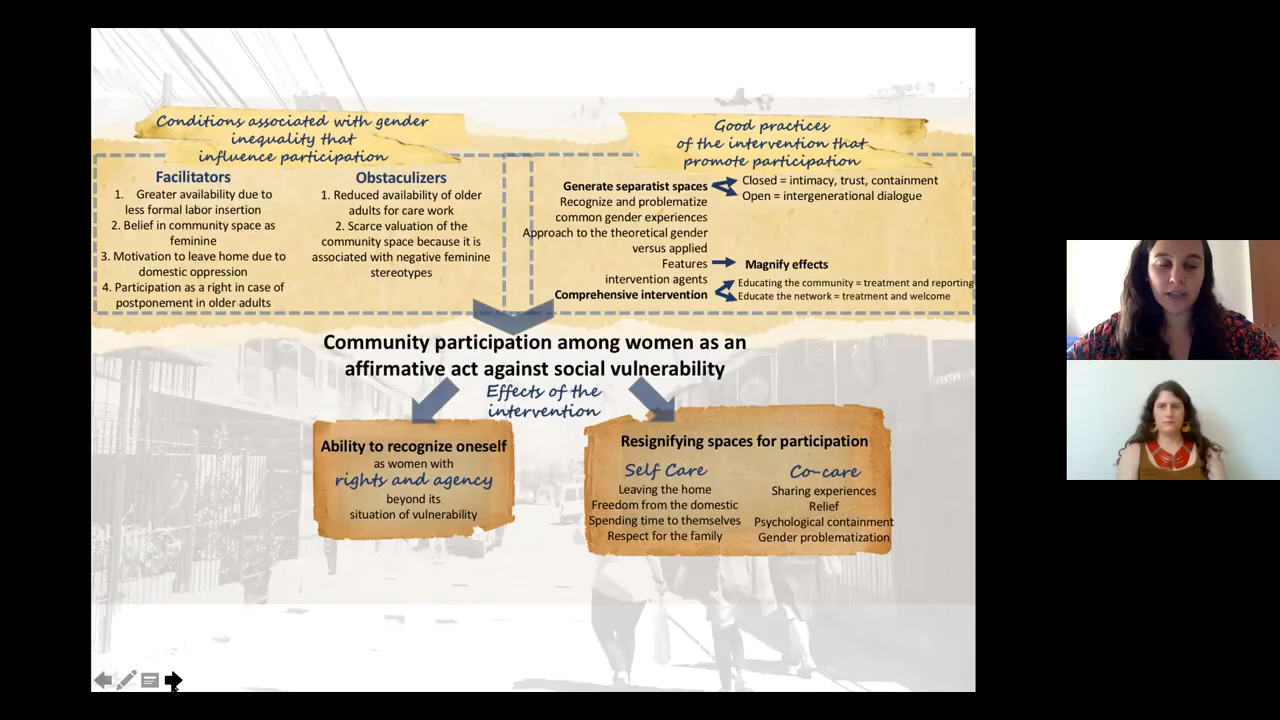 Conditions associated with gender
inequality that
influence participation
Facilitators
1. Greater availability due to
less formal labor insertion
2. Belief in community space as
feminine
3. Motivation to leave home due to
domestic oppression
4. Participation as a right in case of
postponement in older adults
Obstaculizers
1. Reduced availability of older
adults for care work
2. Scarce valuation of the
community space because it is
associated with negative feminine
stereotypes
Good practices
of the intervention that
promote participation
Generate separatist spaces
Recognize and problematize
common gender experiences
Approach to the theoretical gender
versus applied
Features
intervention agents
Comprehensive intervention
Closed = intimacy, trust, containment
Open = intergenerational dialogue
Magnify effects
Educating the community = treatment and reporting
Educate the network = treatment and welcome
Community participation among women as an
affirmative act against social vulnerability
Effects of the
intervention
Ability to recognize oneself
as women with
rights and agency
beyond its
situation of vulnerability
Resignifying spaces for participation
Self Care
Leaving the home
Freedom from the domestic
Spending time to themselves
Respect for the family
Co-care
Sharing experiences
Relief
Psychological containment
Gender problematization